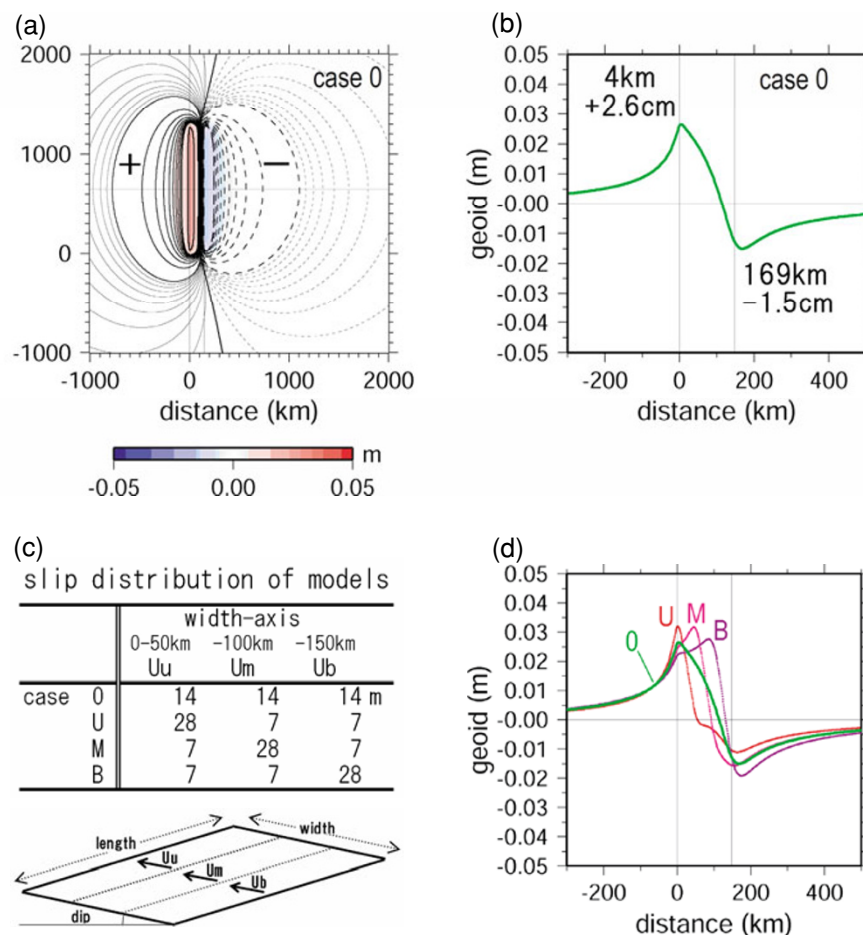 (a)
2000
1000
0
-1000
case 0
+
−
-1000 0 1000 2000
distance (km)
-0.05 0.00 0.05 m
(b)
0.05
0.04
0.03
0.02
0.01
-0.00
-0.01
-0.02
-0.03
-0.04
-0.05
geoid (m)
4km
+2.6cm
case 0
169km
−1.5cm
-200 0 200 400
distance (km)
(c)
slip distribution of models
width-axis
0-50km -100km -150km
Uu Um Ub
case 0 14 14 14 m
U 28 7 7
M 7 28 7
B 7 7 28
length
width
Uu
Um
Ub
dip
(d)
0.05
0.04
0.03
0.02
0.01
-0.00
-0.01
-0.02
-0.03
-0.04
-0.05
geoid (m)
U M B
0
-200 0 200 400
distance (km)